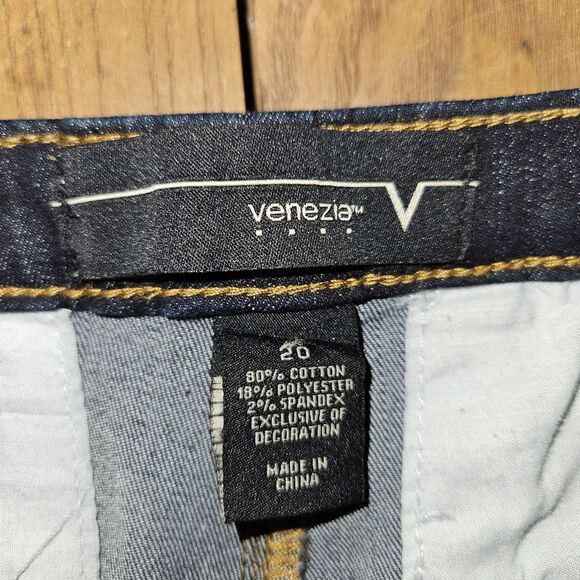 venezia™
20
80% COTTON
18% POLYESTER
2% SPANDEX
EXCLUSIVE OF
DECORATION
MADE IN
CHINA